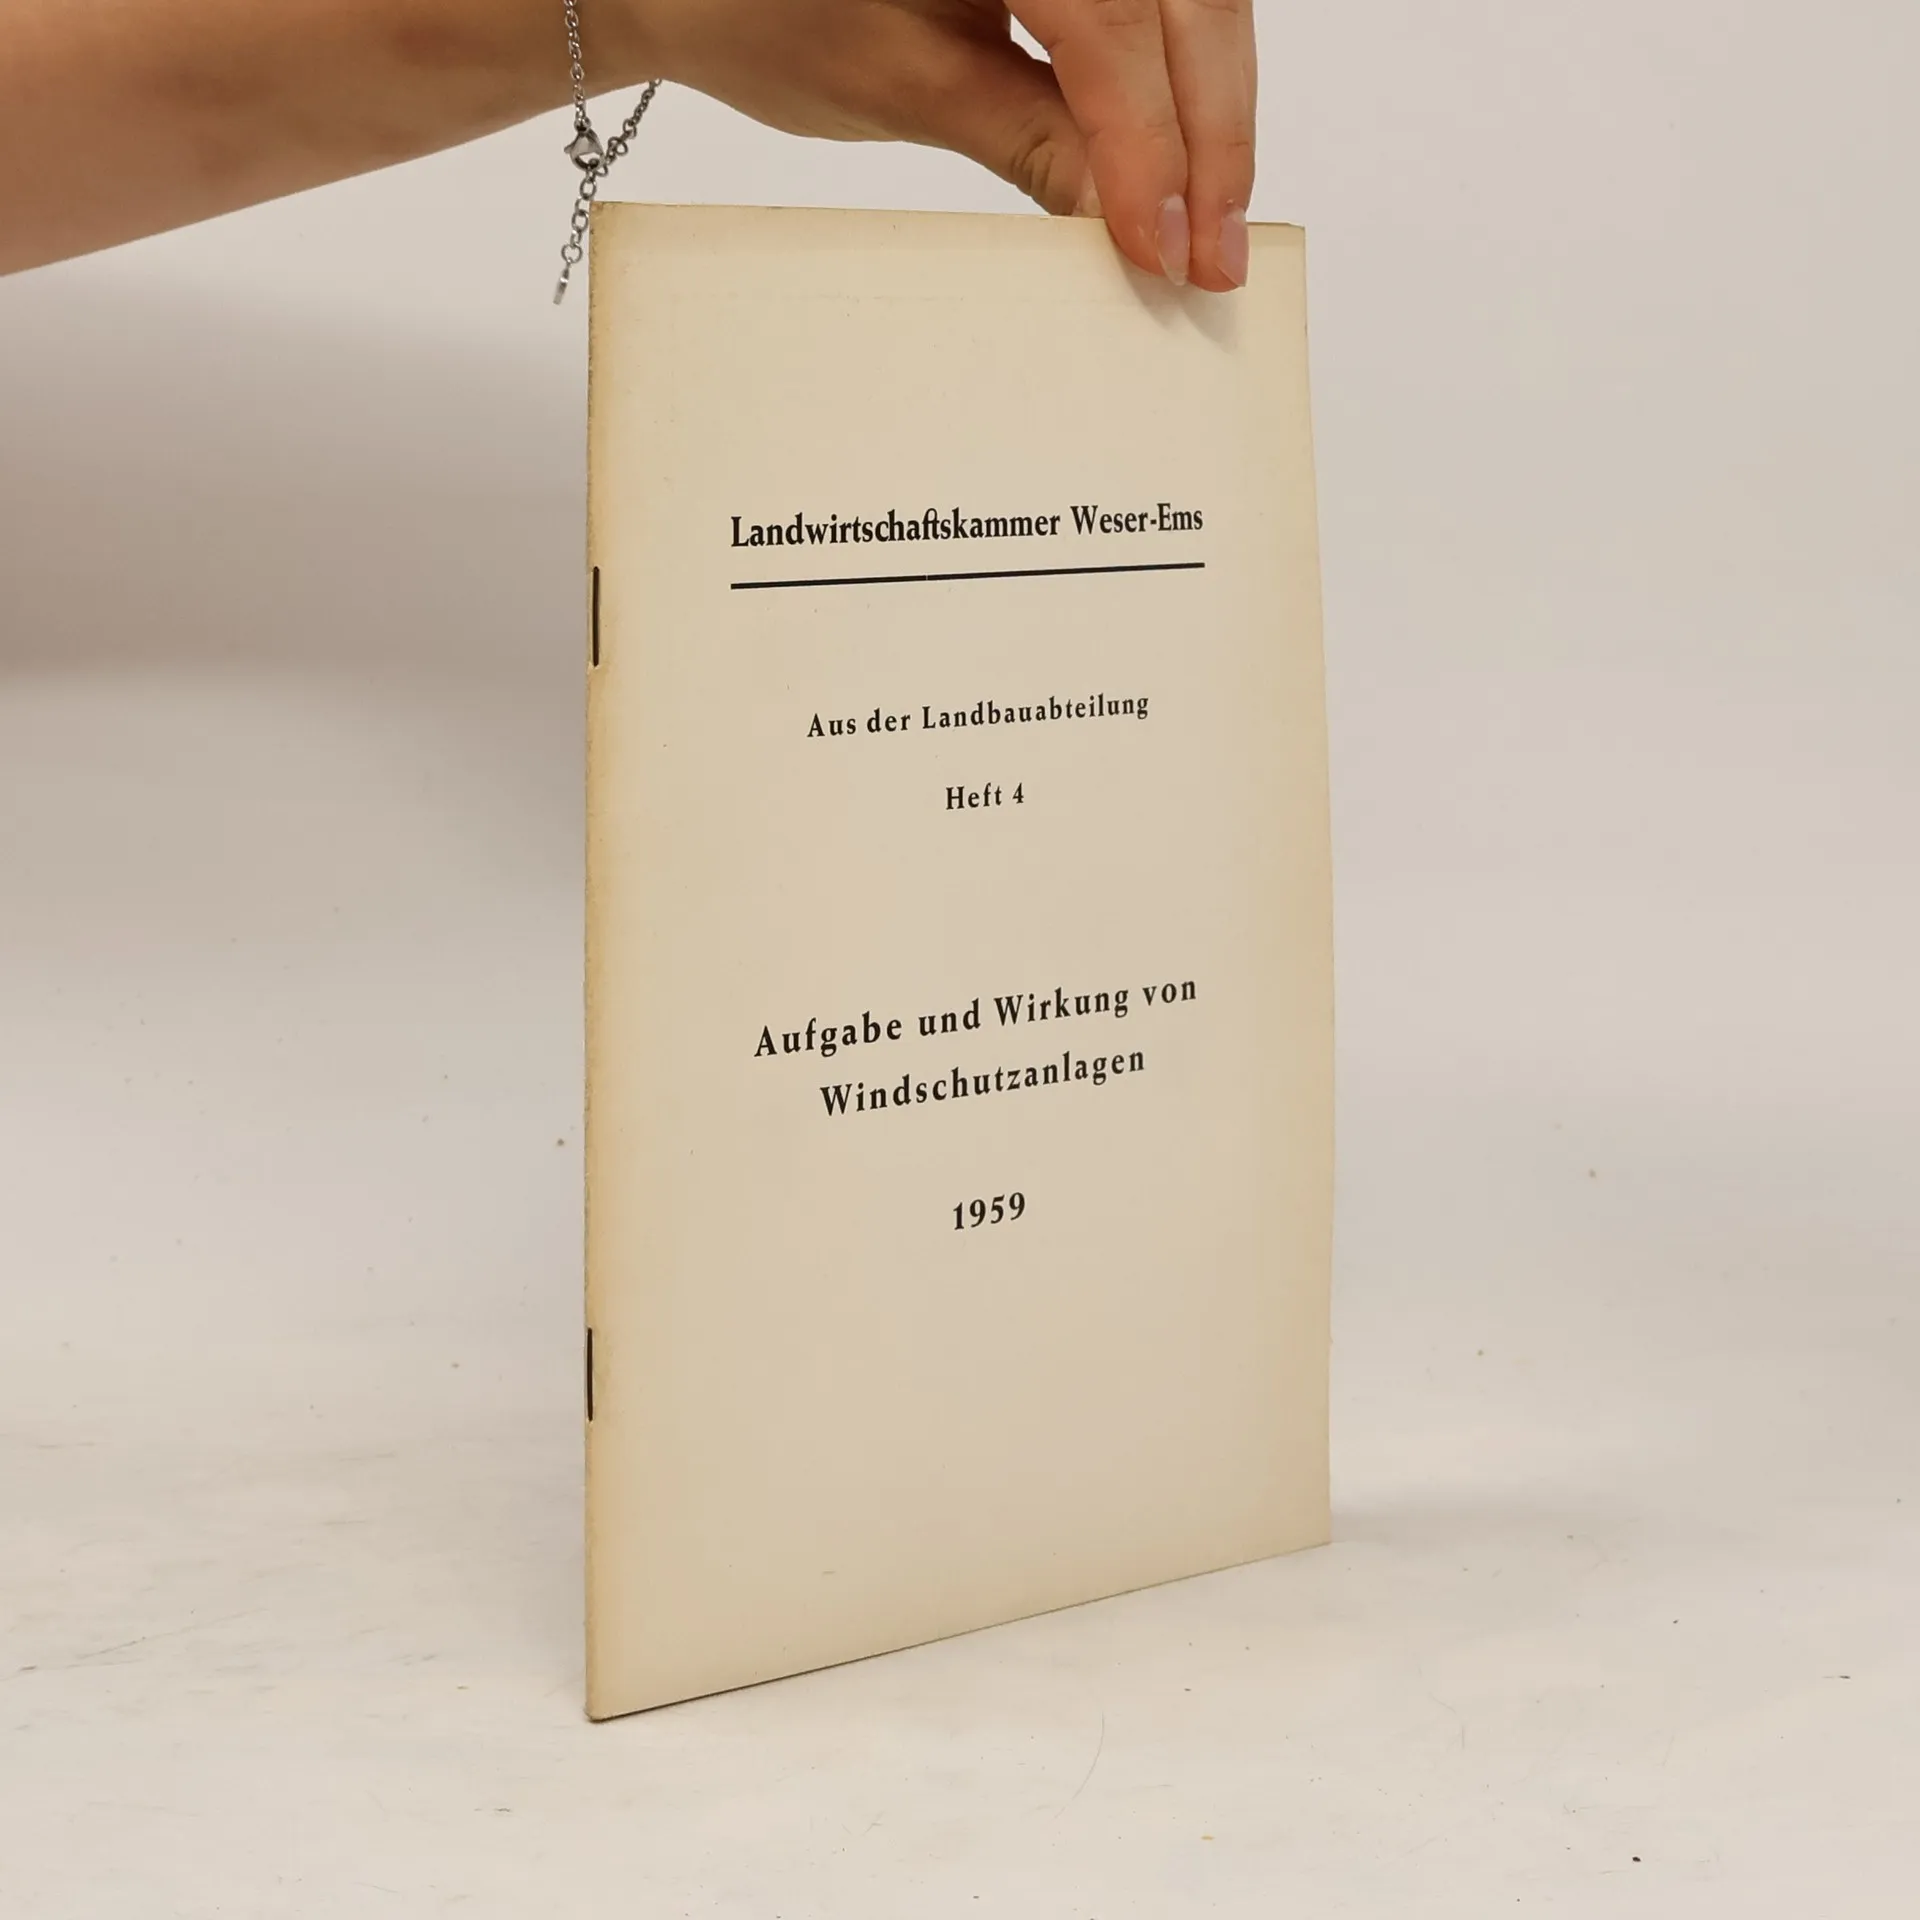 Landwirtschaftskammer Weser-Ems
Aus der Landbauabteilung
Heft 4
Aufgabe und Wirkung von
Windschutzanlagen
1959